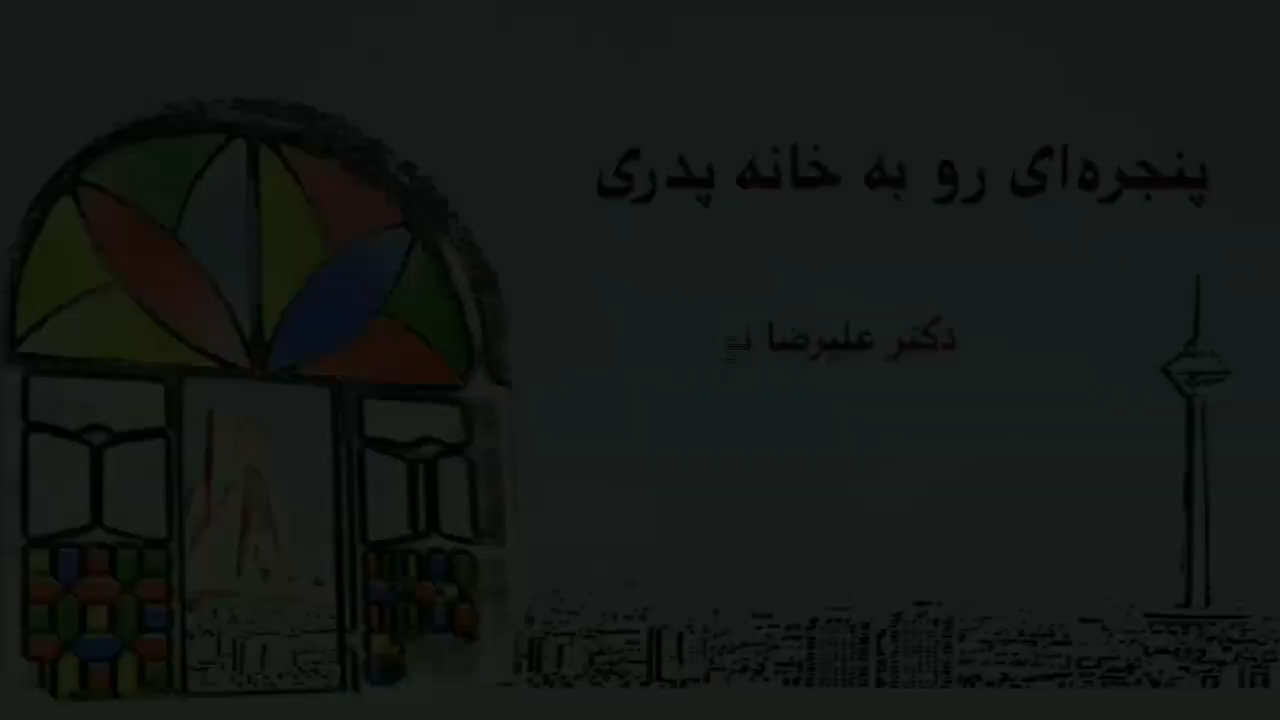 پنجره‌ای رو به خانه پدری
دکتر علیرضا